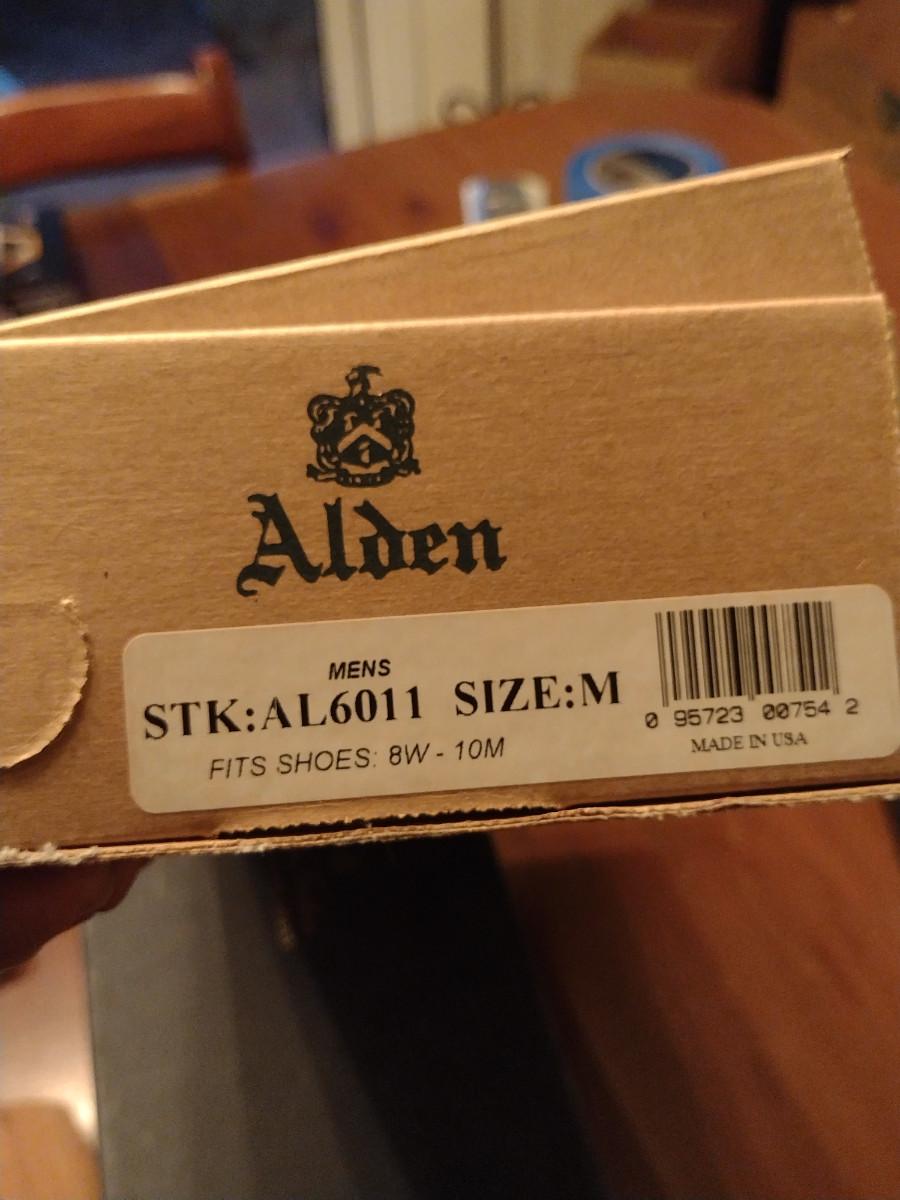 Alden
MENS
STK:AL6011 SIZE:M
FITS SHOES: 8W - 10M
0 95723 00754 2
MADE IN USA